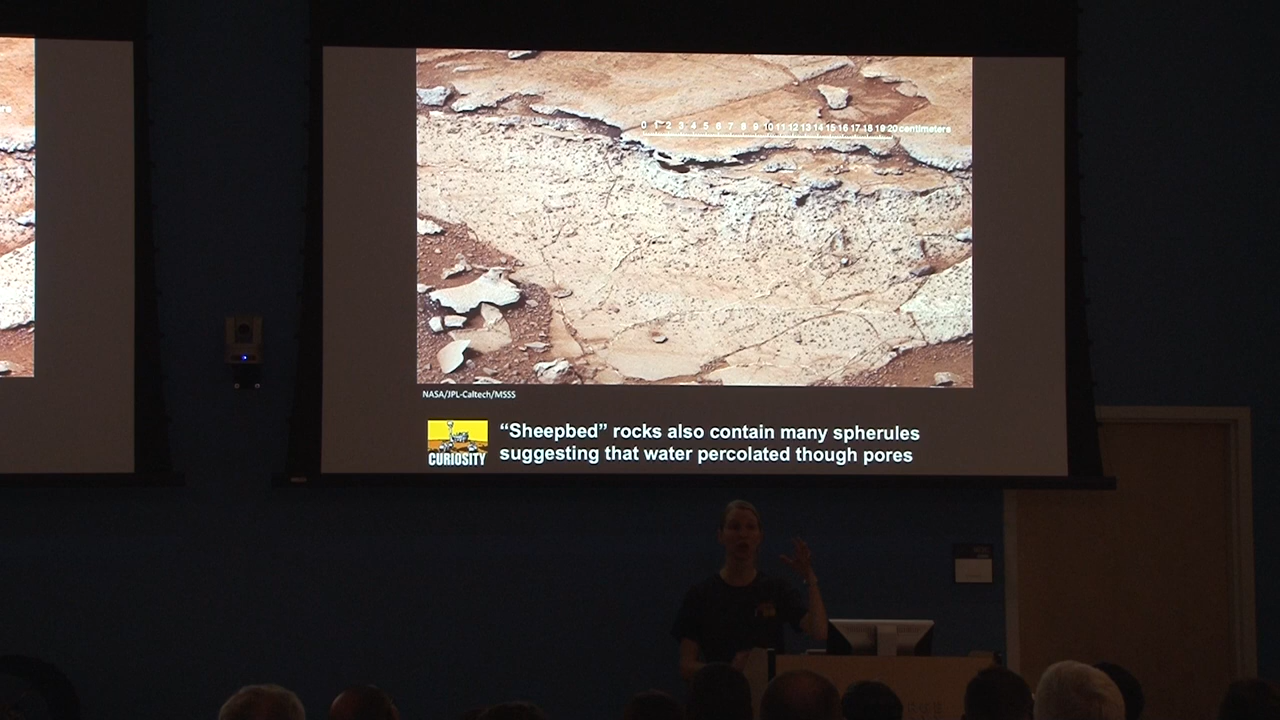 0 1 2 3 4 5 6 7 8 9 10 11 12 13 14 15 16 17 18 19 20 centimeters
NASA/JPL-Caltech/MSSS
CURIOSITY
“Sheepbed” rocks also contain many spherules
suggesting that water percolated though pores